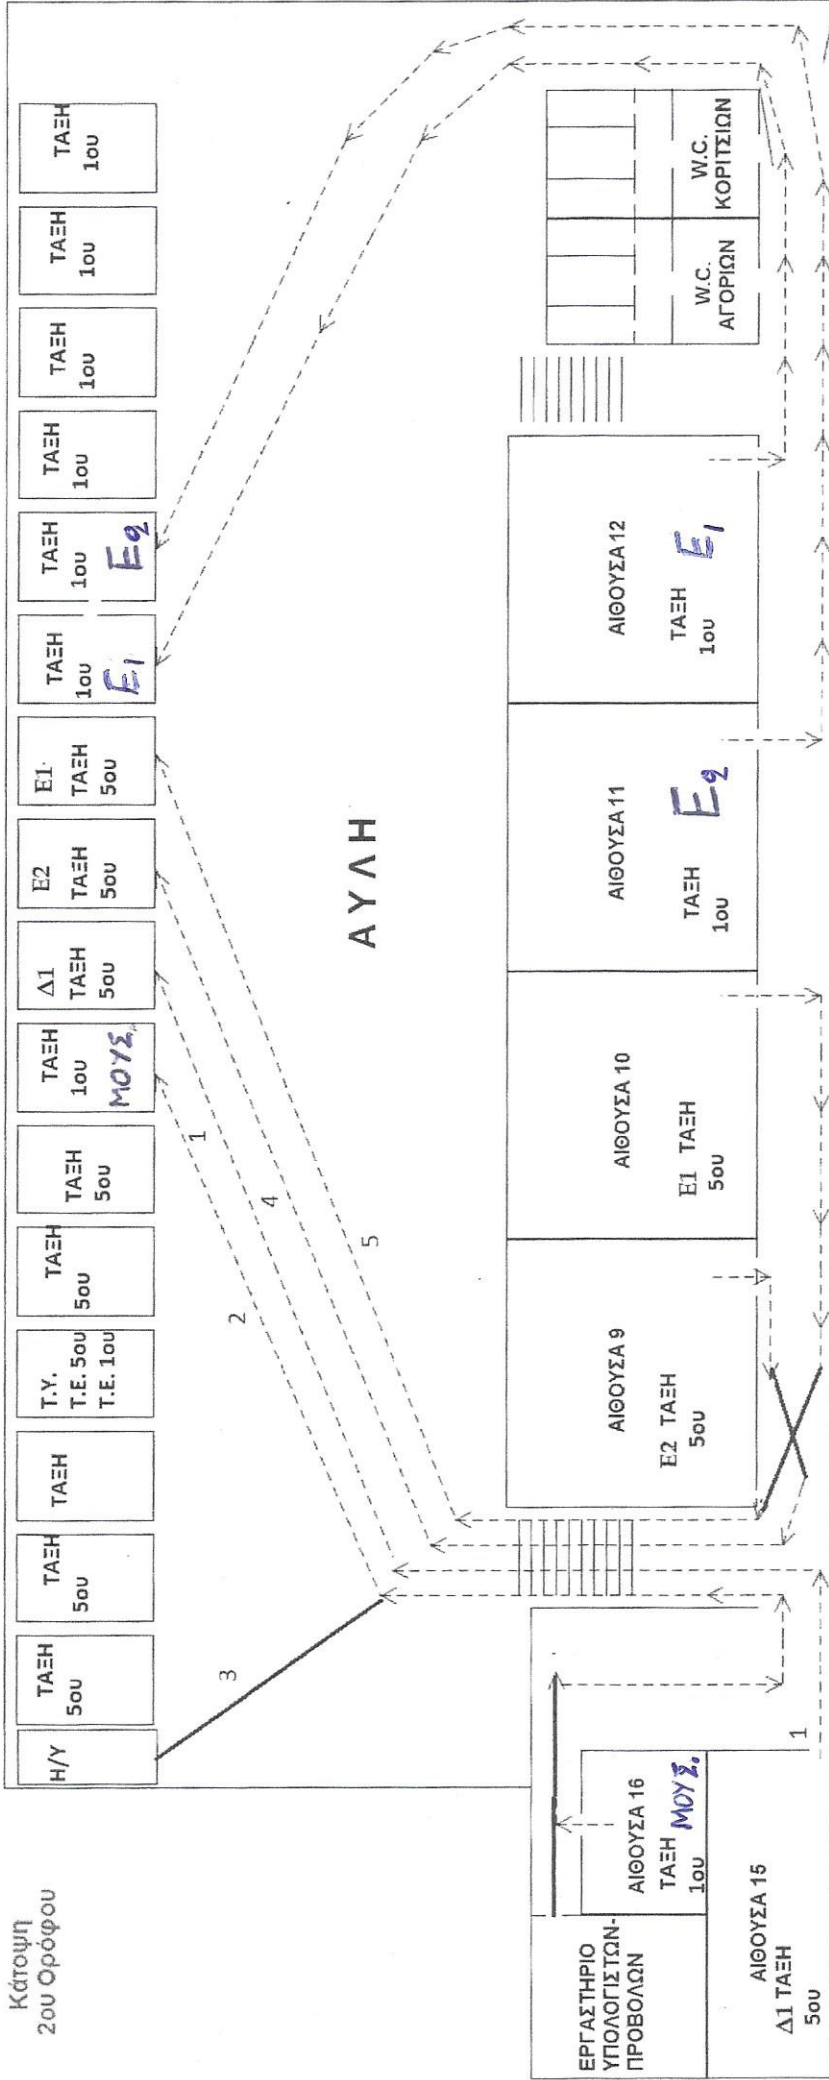 Κάτοψη
2ου Ορόφου
Η/Υ
ΤΑΞΗ
5ου
ΤΑΞΗ
5ου
ΤΑΞΗ
Τ.Υ.
Τ.Ε. 5ου
Τ.Ε. 1ου
ΤΑΞΗ
5ου
ΤΑΞΗ
5ου
ΤΑΞΗ
1ου
ΜΟΥΣ.
Δ1
ΤΑΞΗ
5ου
Ε2
ΤΑΞΗ
5ου
Ε1
ΤΑΞΗ
5ου
ΤΑΞΗ
1ου
Ε1
ΤΑΞΗ
1ου
Ε2
ΤΑΞΗ
1ου
ΤΑΞΗ
1ου
ΤΑΞΗ
1ου
ΤΑΞΗ
1ου
3
2
1
4
5
ΑΥΛΗ
ΕΡΓΑΣΤΗΡΙΟ
ΥΠΟΛΟΓΙΣΤΩΝ-
ΠΡΟΒΟΛΩΝ
ΑΙΘΟΥΣΑ 16
ΤΑΞΗ ΜΟΥΣ.
1ου
ΑΙΘΟΥΣΑ 15
Δ1 ΤΑΞΗ
5ου
1
ΑΙΘΟΥΣΑ 9
Ε2 ΤΑΞΗ
5ου
ΑΙΘΟΥΣΑ 10
Ε1 ΤΑΞΗ
5ου
ΑΙΘΟΥΣΑ 11
ΤΑΞΗ Ε2
1ου
ΑΙΘΟΥΣΑ 12
ΤΑΞΗ Ε1
1ου
W.C.
ΑΓΟΡΙΩΝ
W.C.
ΚΟΡΙΤΣΙΩΝ